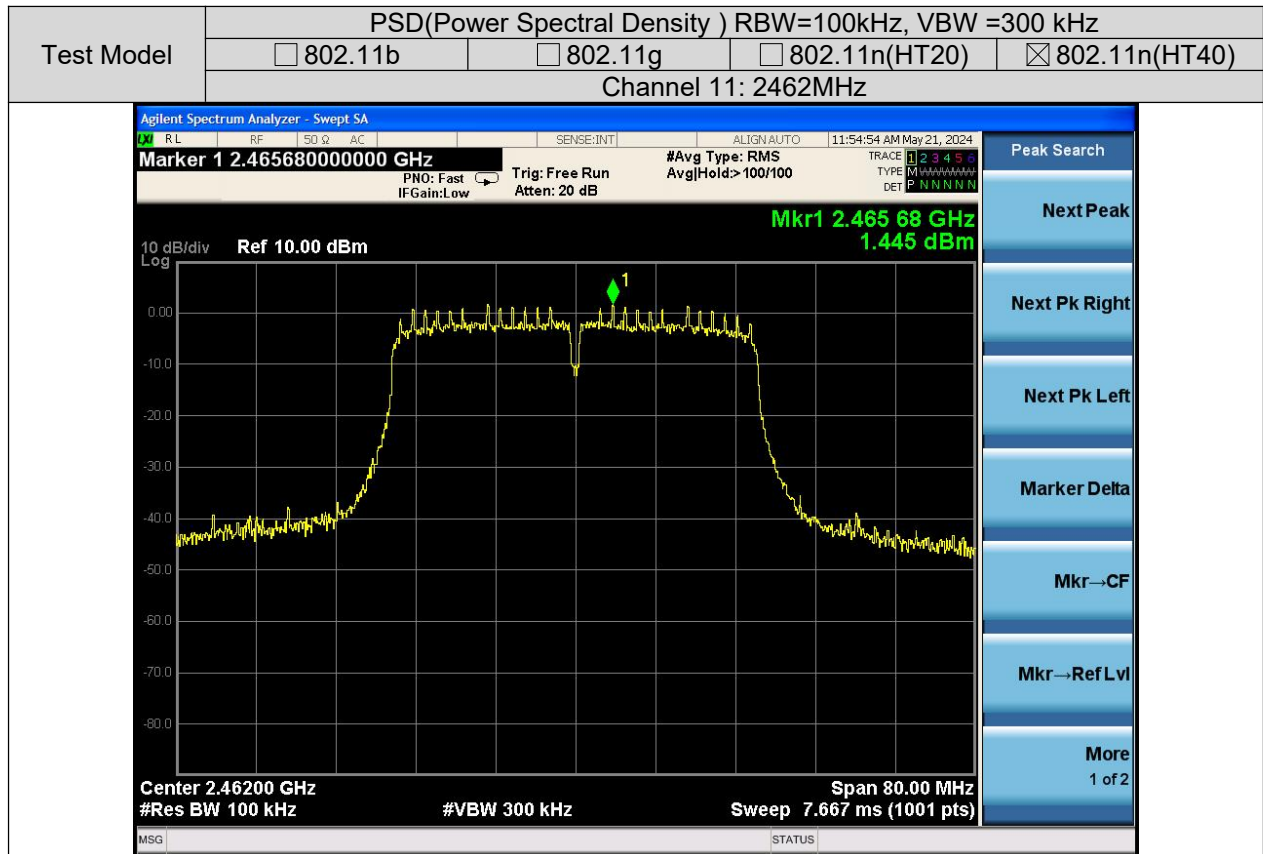 PSD(Power Spectral Density ) RBW=100kHz, VBW =300 kHz
Test Model
☐ 802.11b ☐ 802.11g ☐ 802.11n(HT20) ☒ 802.11n(HT40)
Channel 11: 2462MHz
Agilent Spectrum Analyzer - Swept SA
LXI RL RF 50 Ω AC SENSE:INT ALIGN AUTO 11:54:54 AM May 21, 2024
Marker 1 2.465680000000 GHz
PNO: Fast
IFGain:Low
Trig: Free Run
Atten: 20 dB
#Avg Type: RMS
Avg|Hold:> 100/100
TRACE 1 2 3 4 5 6
TYPE M WWWWW
DET P N N N N N
Mkr1 2.465 68 GHz
1.445 dBm
10 dB/div Ref 10.00 dBm
Log
1
0.00
-10.0
-20.0
-30.0
-40.0
-50.0
-60.0
-70.0
-80.0
Center 2.46200 GHz Span 80.00 MHz
#Res BW 100 kHz #VBW 300 kHz Sweep 7.667 ms (1001 pts)
MSG STATUS
Peak Search
Next Peak
Next Pk Right
Next Pk Left
Marker Delta
Mkr→CF
Mkr→Ref Lvl
More
1 of 2